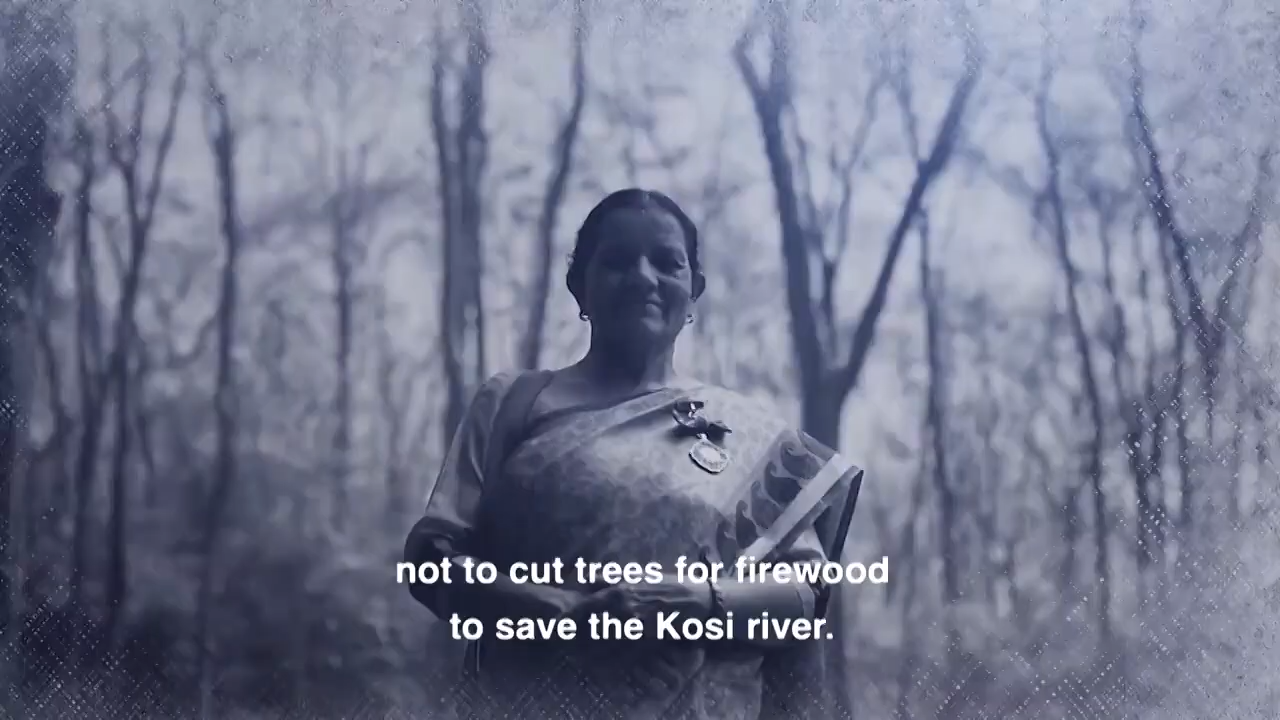 not to cut trees for firewood
to save the Kosi river.